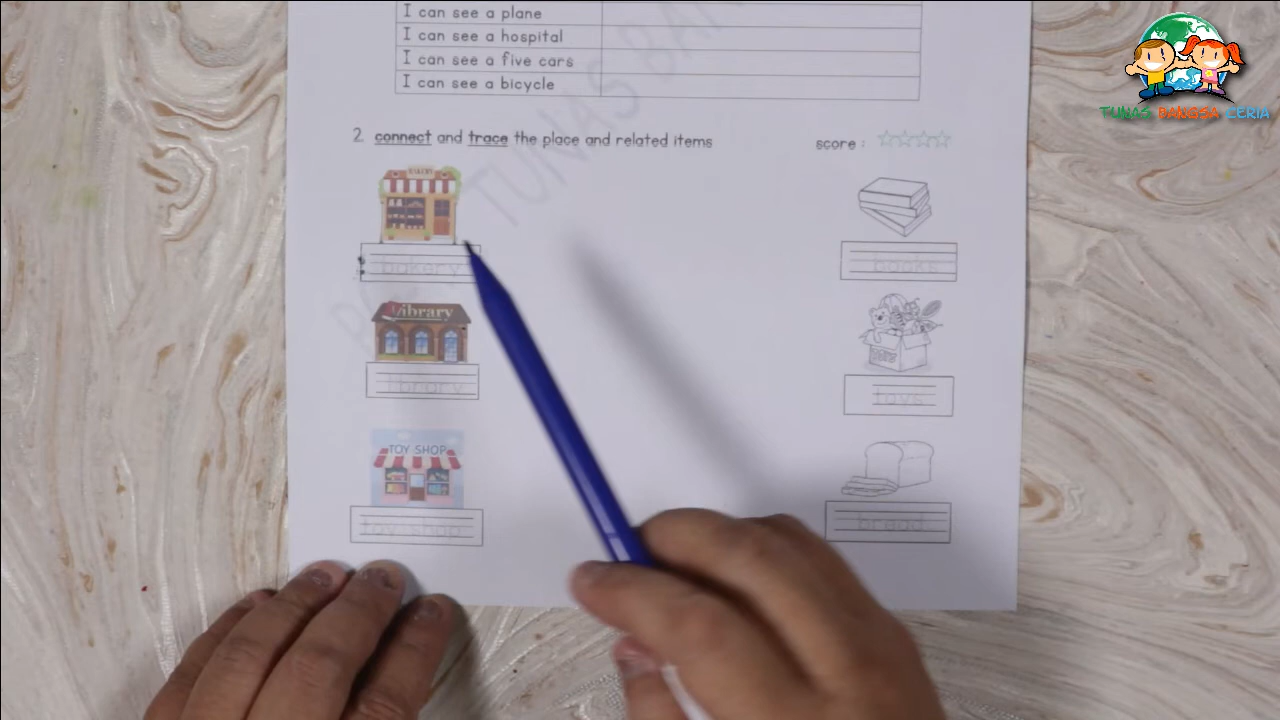 I can see a plane
I can see a hospital
I can see a five cars
I can see a bicycle
TUNAS BANGSA CERIA
2. connect and trace the place and related items
score :
BAKERY
bakery
books
library
library
toys
TOY SHOP
toy shop
bread